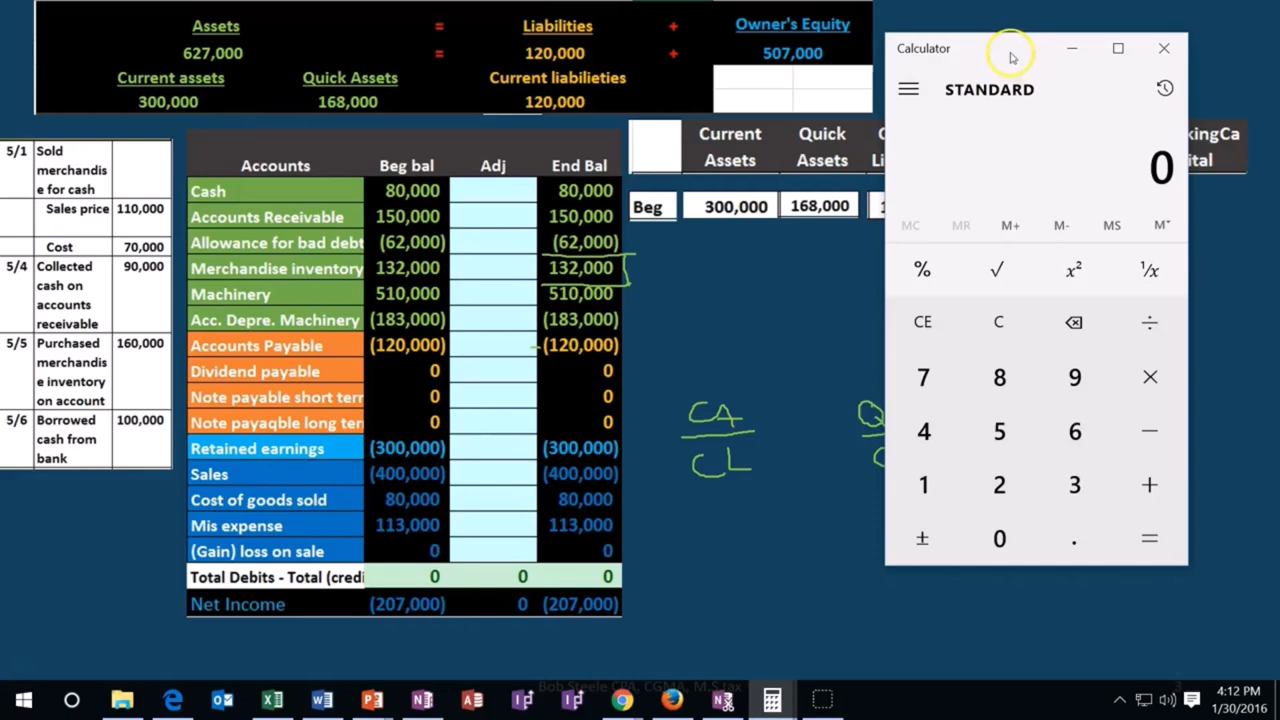 Assets = Liabilities + Owner's Equity
627,000 = 120,000 + 507,000
Current assets Quick Assets Current liabilieties
300,000 168,000 120,000
5/1 Sold
merchandis
e for cash
Sales price 110,000
Cost 70,000
5/4 Collected 90,000
cash on
accounts
receivable
5/5 Purchased 160,000
merchandis
e inventory
on account
5/6 Borrowed 100,000
cash from
bank
Accounts Beg bal Adj End Bal
Cash 80,000 80,000
Accounts Receivable 150,000 150,000
Allowance for bad debt (62,000) (62,000)
Merchandise inventory 132,000 132,000
Machinery 510,000 510,000
Acc. Depre. Machinery (183,000) (183,000)
Accounts Payable (120,000) (120,000)
Dividend payable 0 0
Note payable short terr 0 0
Note payaqble long ter 0 0
Retained earnings (300,000) (300,000)
Sales (400,000) (400,000)
Cost of goods sold 80,000 80,000
Mis expense 113,000 113,000
(Gain) loss on sale 0 0
Total Debits - Total (credi 0 0 0
Net Income (207,000) 0 (207,000)
Current Quick
Assets Assets
Beg 300,000 168,000
CA
CL
Calculator
STANDARD
0
MC MR M+ M- MS M˅
% √ x² ¹/x
CE C ⌫ ÷
7 8 9 ×
4 5 6 −
1 2 3 +
± 0 . =
Bob Steele CPA, CGMA, M.S.Tax
4:12 PM
1/30/2016